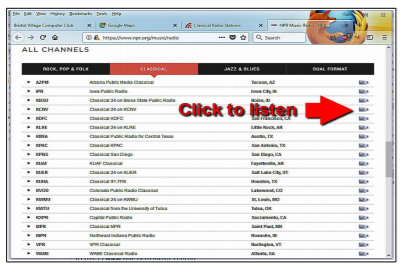 File Edit View History Bookmarks Tools Help
Google Maps
Classical Radio Stations
NPR Music Radio
https://www.npr.org/music/radio
Search
ALL CHANNELS
ROCK, POP & FOLK CLASSICAL JAZZ & BLUES DUAL FORMAT
AZPM Arizona Public Media Classical Tucson, AZ
IPR Iowa Public Radio Iowa City, IA
KBSU Classical 24 on Boise State Public Radio Boise, ID
KCNV Classical 24 on KCNV
KDFC Classical KDFC San Francisco, CA
Click to listen
KLRE Classical 24 on KLRE Little Rock, AR
KMFA Classical Public Radio for Central Texas Austin, TX
KPAC Classical KPAC San Antonio, TX
KPBS Classical San Diego San Diego, CA
KUAF KUAF Classical Fayetteville, AR
KUER Classical 24 on KUER Salt Lake City, UT
KUHA Classical 91.7FM Houston, TX
KVOD Colorado Public Radio Classical Lakewood, CO
KWMU Classical 24 on KWMU St. Louis, MO
KWTU Classical from the University of Tulsa Tulsa, OK
KXPR Capital Public Radio Sacramento, CA
MPR Classical MPR Saint Paul, MN
NIPR Northeast Indiana Public Radio Roanoke, IN
VPR VPR Classical Burlington, VT
WABE WABE Classical Radio Atlanta, GA